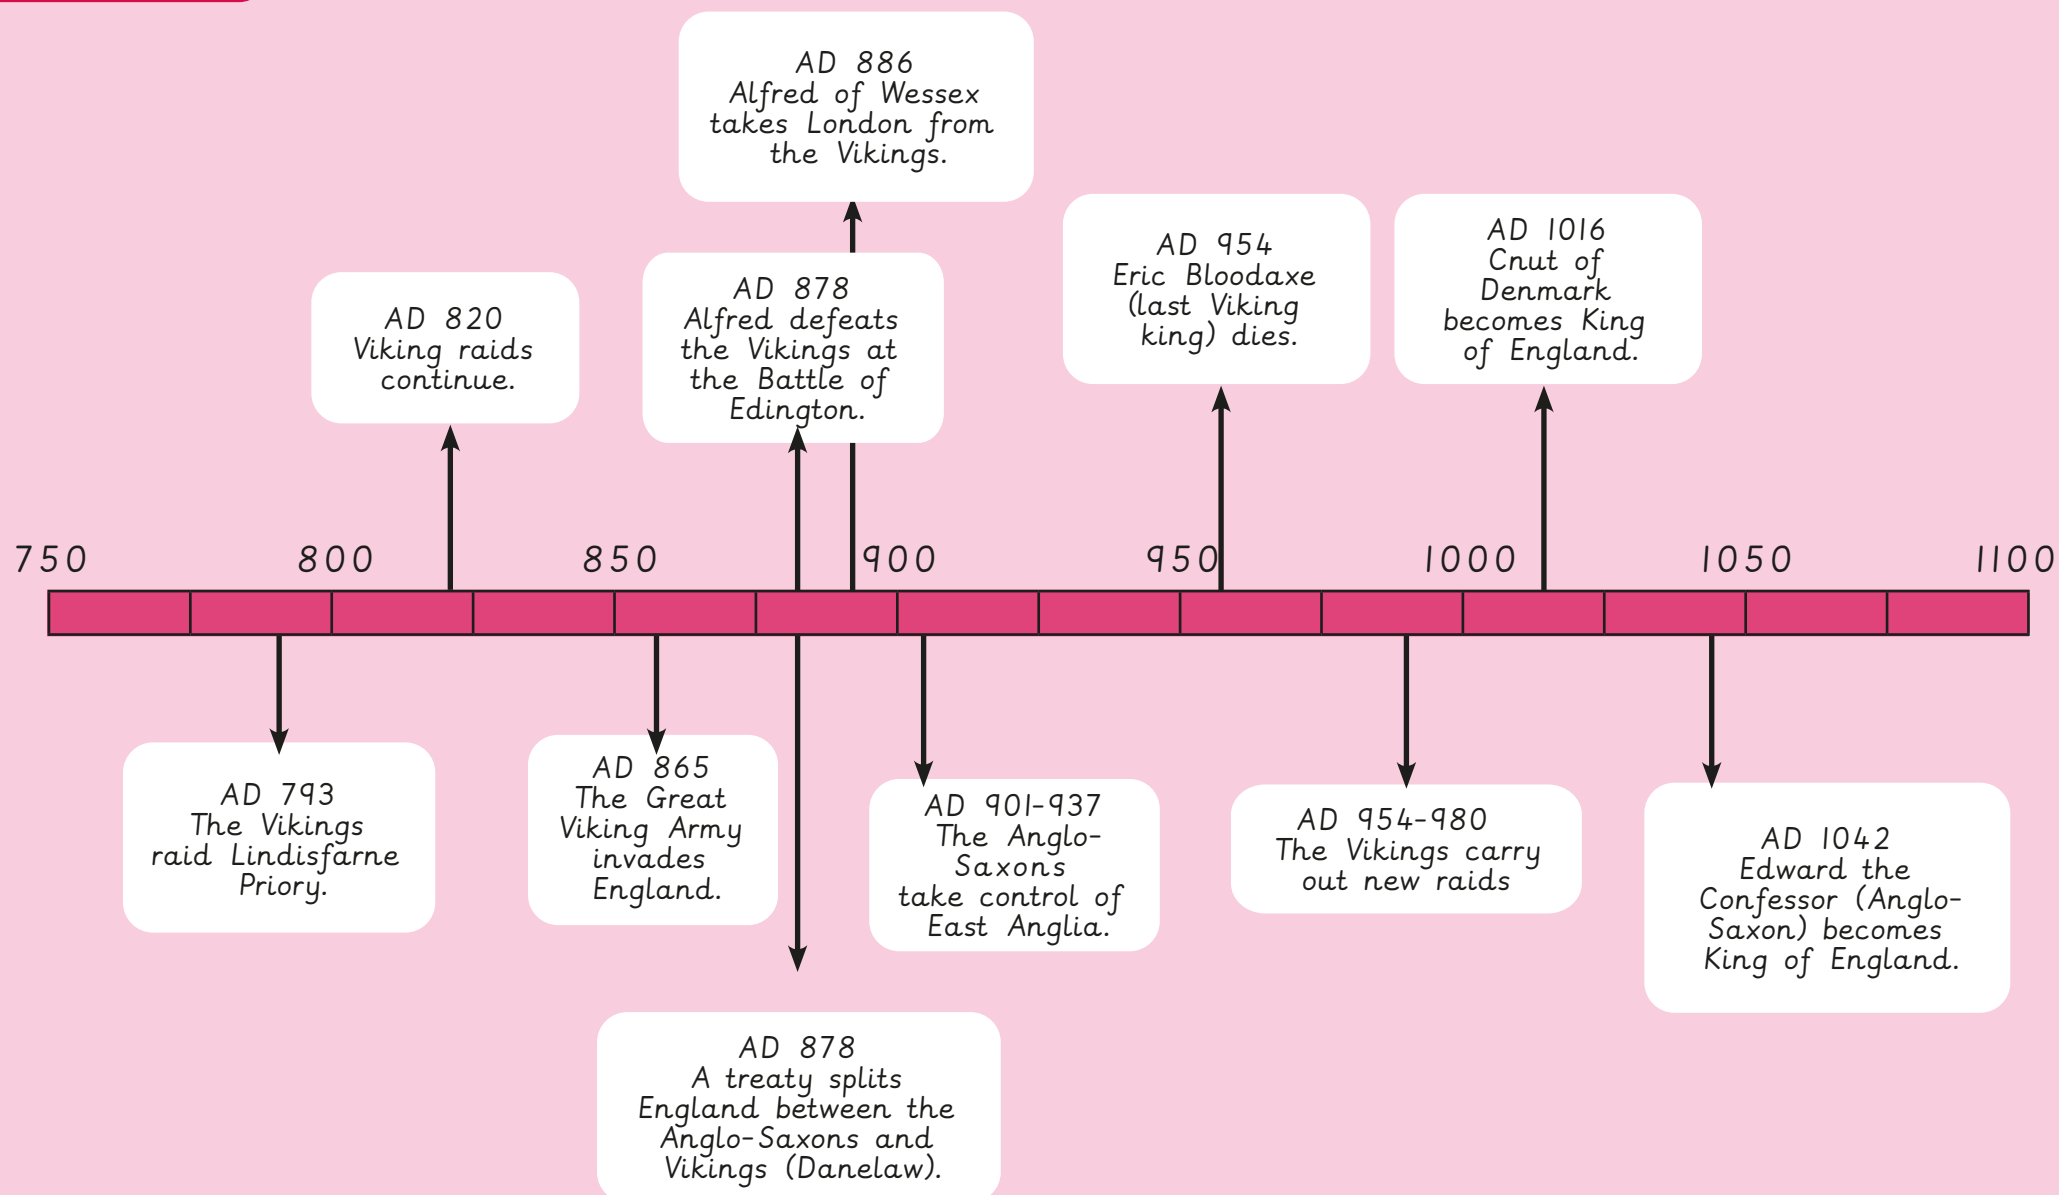 AD 886
Alfred of Wessex
takes London from
the Vikings.
AD 820
Viking raids
continue.
AD 878
Alfred defeats
the Vikings at
the Battle of
Edington.
AD 954
Eric Bloodaxe
(last Viking
king) dies.
AD 1016
Cnut of
Denmark
becomes King
of England.
750 800 850 900 950 1000 1050 1100
AD 793
The Vikings
raid Lindisfarne
Priory.
AD 865
The Great
Viking Army
invades
England.
AD 901-937
The Anglo-
Saxons
take control of
East Anglia.
AD 954-980
The Vikings carry
out new raids
AD 1042
Edward the
Confessor (Anglo-
Saxon) becomes
King of England.
AD 878
A treaty splits
England between the
Anglo-Saxons and
Vikings (Danelaw).